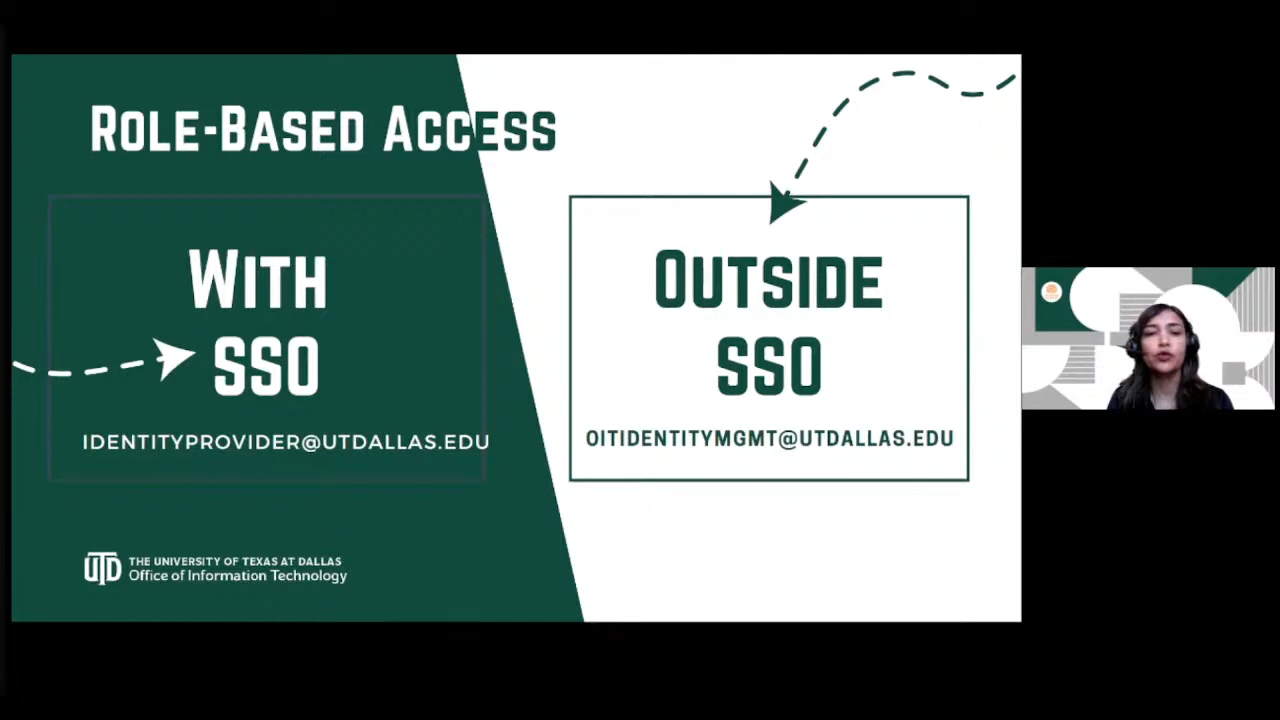 Role-Based Access
With
SSO
IDENTITYPROVIDER@UTDALLAS.EDU
Outside
SSO
OITIDENTITYMGMT@UTDALLAS.EDU
UTD
THE UNIVERSITY OF TEXAS AT DALLAS
Office of Information Technology